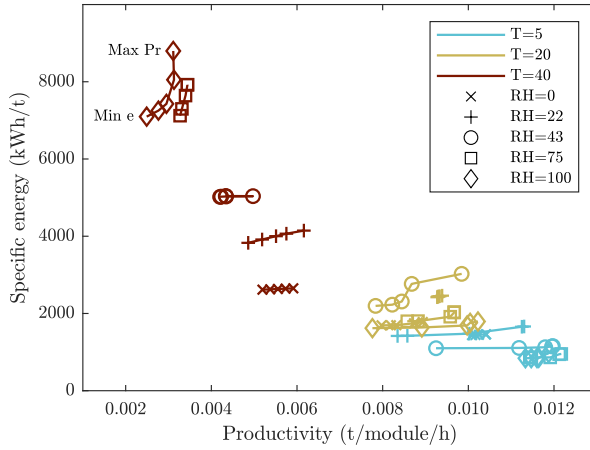 Max Pr
Min e
T=5
T=20
T=40
RH=0
RH=22
RH=43
RH=75
RH=100
8000
6000
4000
2000
0
Specific energy (kWh/t)
0.002 0.004 0.006 0.008 0.010 0.012
Productivity (t/module/h)